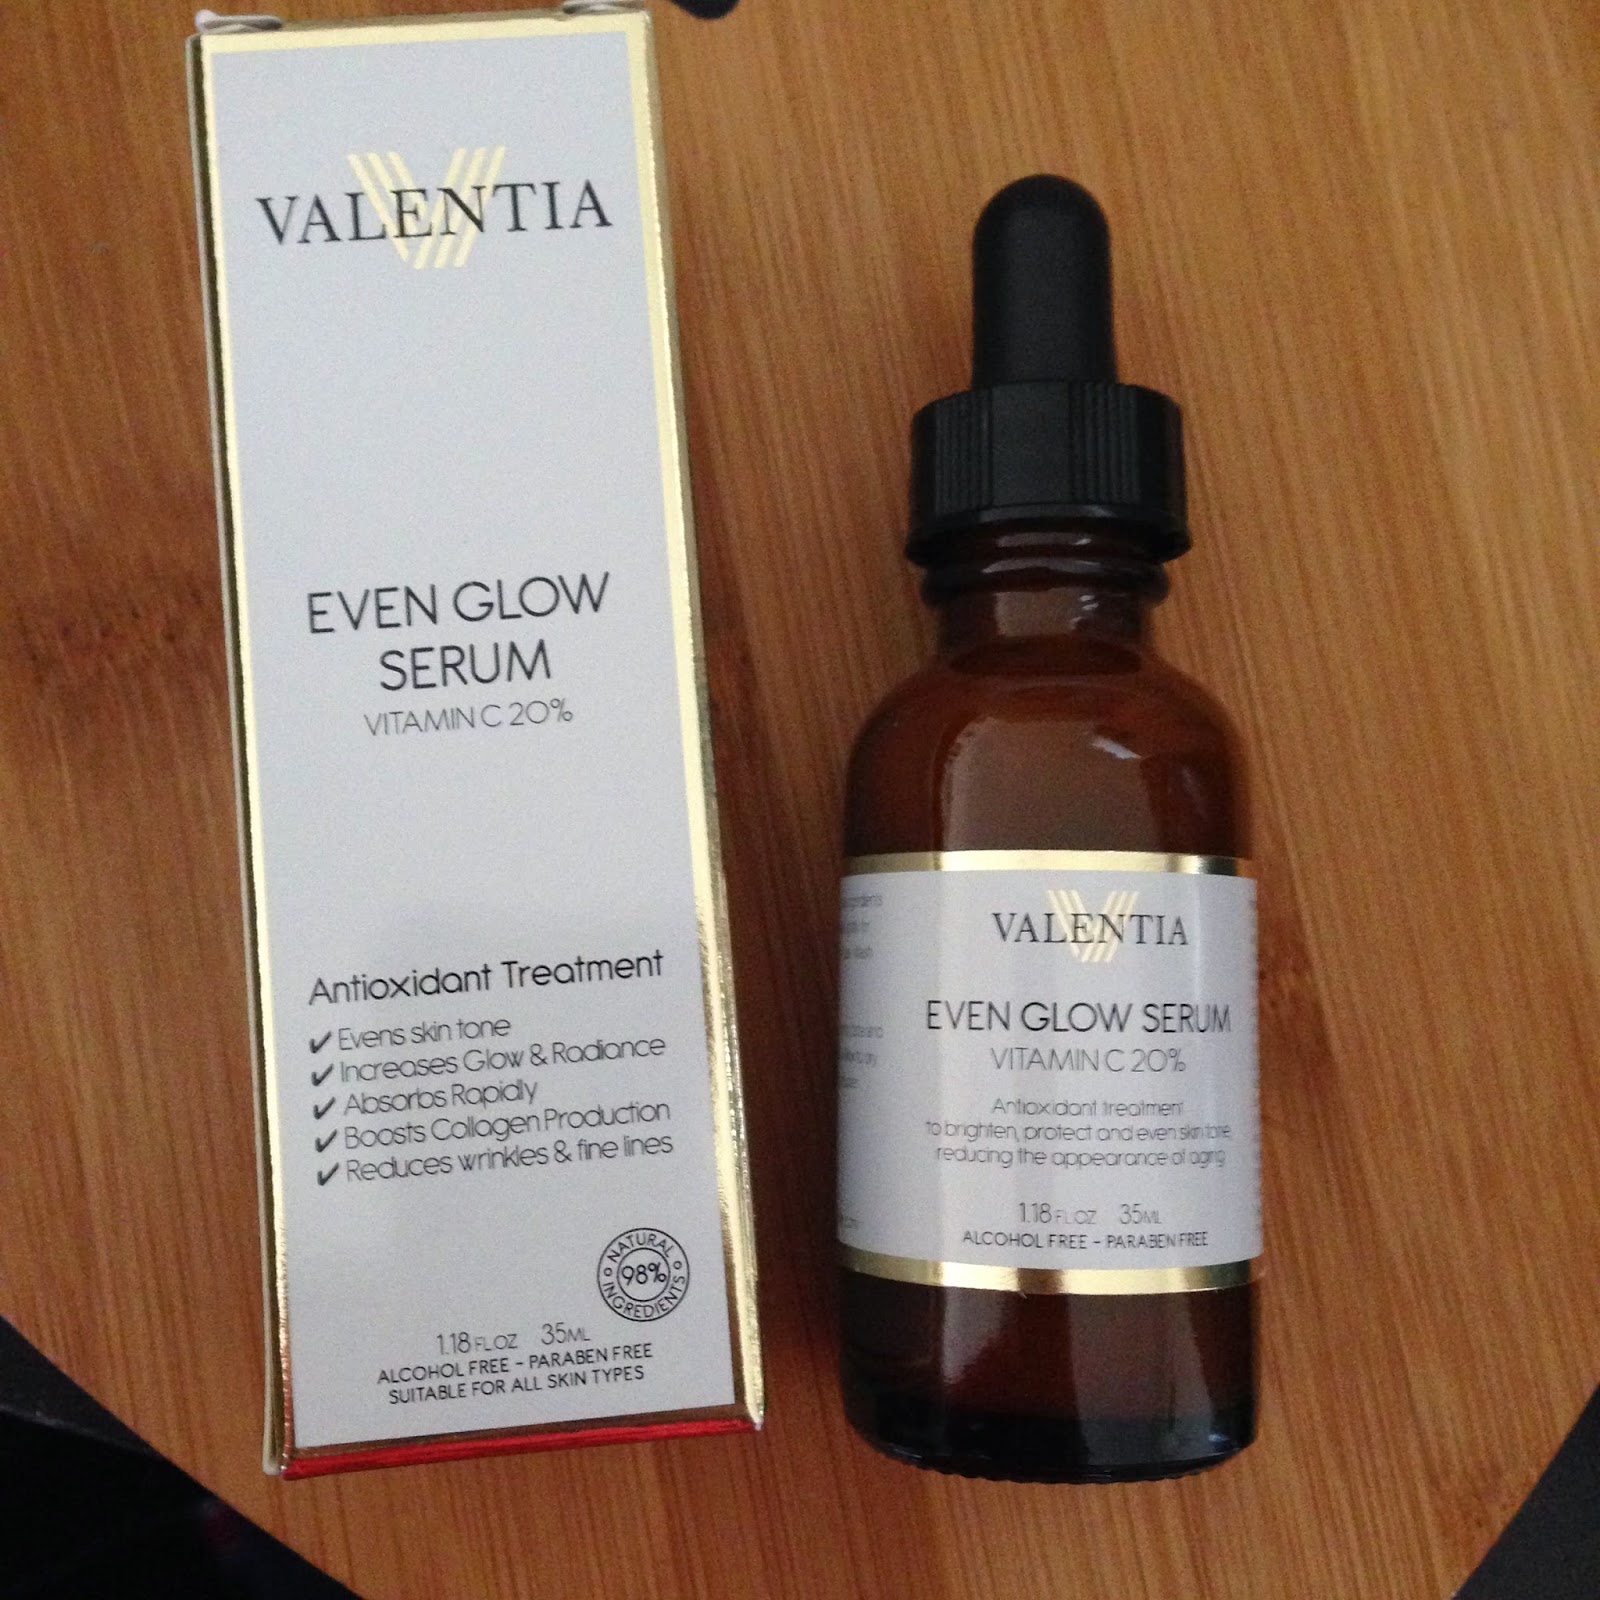 VALENTIA
EVEN GLOW
SERUM
VITAMIN C 20%
Antioxidant Treatment
✔ Evens skin tone
✔ Increases Glow & Radiance
✔ Absorbs Rapidly
✔ Boosts Collagen Production
✔ Reduces wrinkles & fine lines
NATURAL
98%
INGREDIENTS
1.18 FL OZ 35ML
ALCOHOL FREE - PARABEN FREE
SUITABLE FOR ALL SKIN TYPES
VALENTIA
EVEN GLOW SERUM
VITAMIN C 20%
Antioxidant treatment
to brighten, protect and even skin tone,
reducing the appearance of aging
1.18 FL OZ 35ML
ALCOHOL FREE - PARABEN FREE